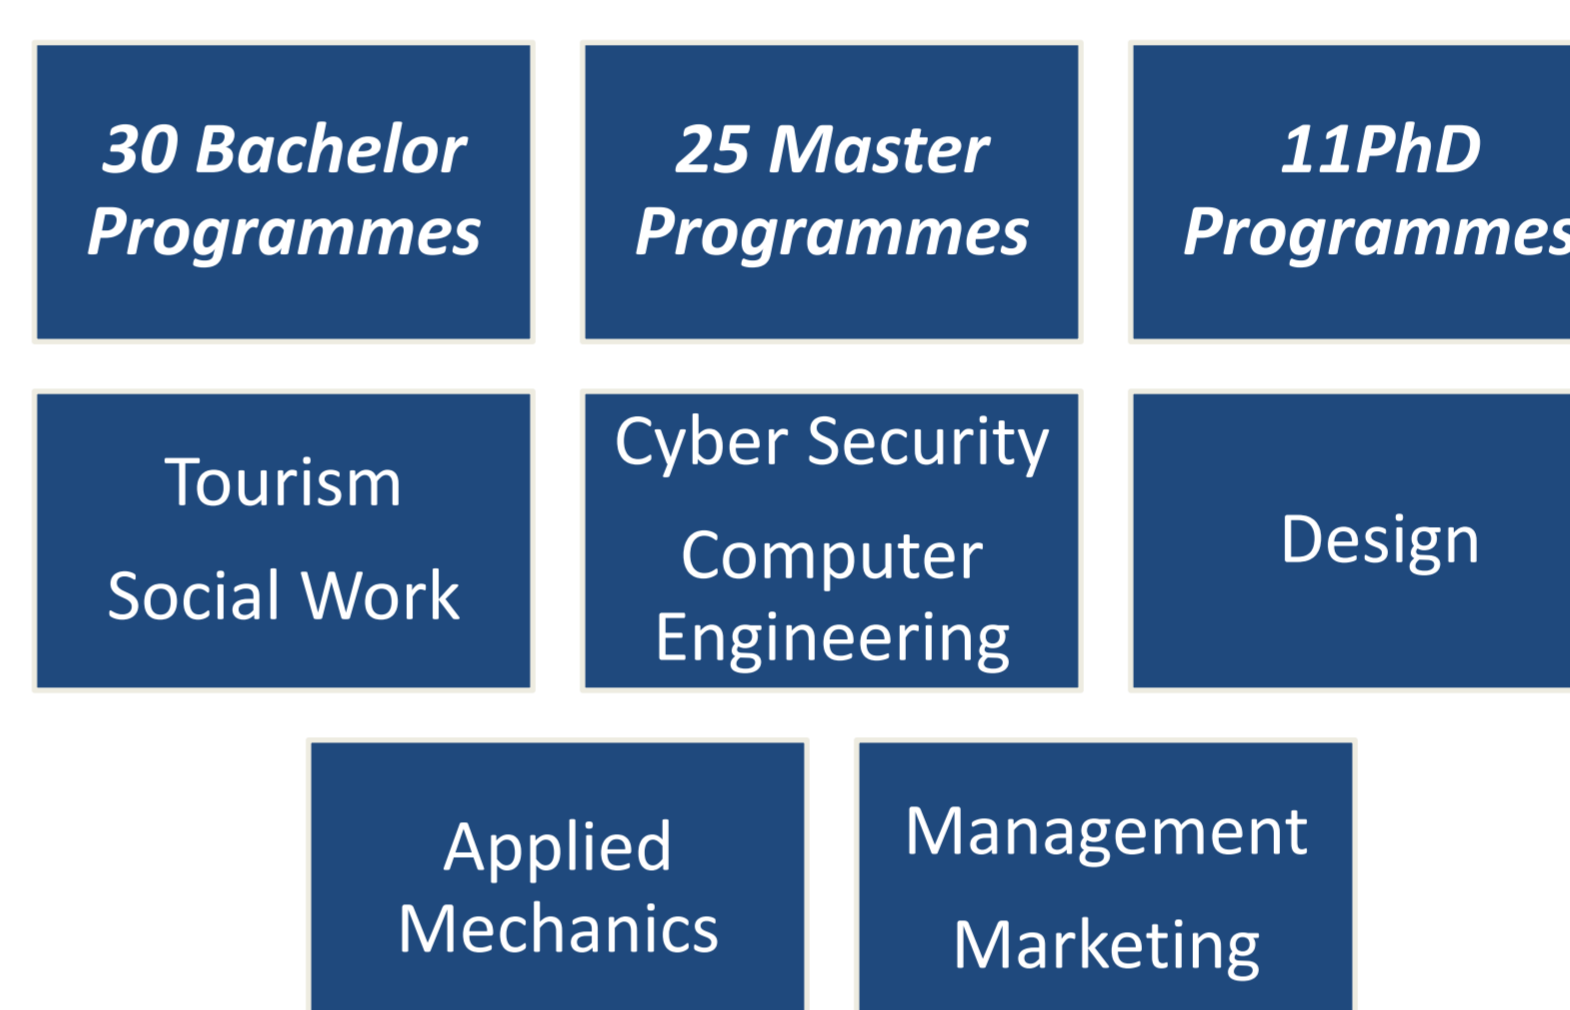 30 Bachelor
Programmes
25 Master
Programmes
11PhD
Programmes
Tourism
Social Work
Cyber Security
Computer
Engineering
Design
Applied
Mechanics
Management
Marketing